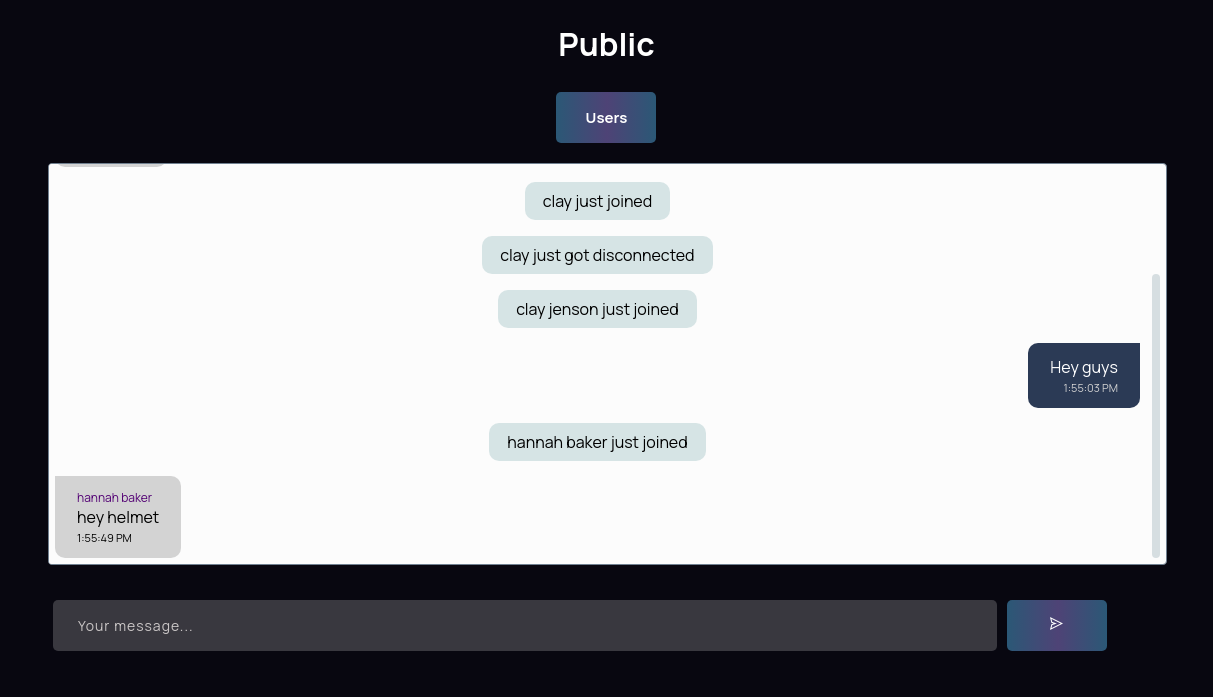 Public
Users
clay just joined
clay just got disconnected
clay jenson just joined
Hey guys
1:55:03 PM
hannah baker just joined
hannah baker
hey helmet
1:55:49 PM
Your message...